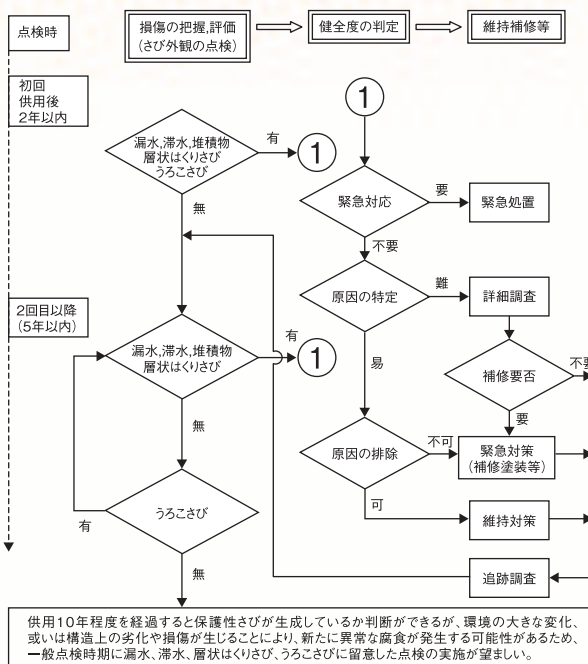 点検時
損傷の把握,評価
(さび外観の点検)
健全度の判定
維持補修等
初回
供用後
2年以内
漏水,滞水,堆積物
層状はくりさび
うろこさび
有
1
無
2回目以降
(5年以内)
漏水,滞水,堆積物
層状はくりさび
有
1
無
うろこさび
有
無
1
緊急対応
要
緊急処置
不要
原因の特定
難
詳細調査
易
補修要否
不要
要
原因の排除
不可
緊急対策
(補修塗装等)
可
維持対策
追跡調査
供用10年程度を経過すると保護性さびが生成しているか判断ができるが、環境の大きな変化、
或いは構造上の劣化や損傷が生じることにより、新たに異常な腐食が発生する可能性があるため、
一般点検時期に漏水、滞水、層状はくりさび、うろこさびに留意した点検の実施が望ましい。